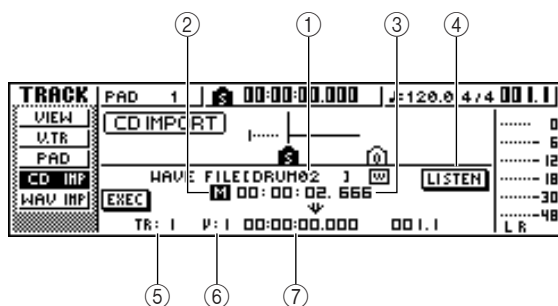 ② ① ③ ④
TRACK PAD 1 S 00:00:00.000 ♩=120.0 4/4 001.1
VIEW
V.TR
PAD
CD IMP
WAV IMP
CD IMPORT
S 0
WAVE FILE[DRUM02 ] W LISTEN
EXEC M 00:00:02.666
TR: 1 V: 1 00:00:00.000 001.1
0
6
12
18
30
48
L R
⑤ ⑥ ⑦